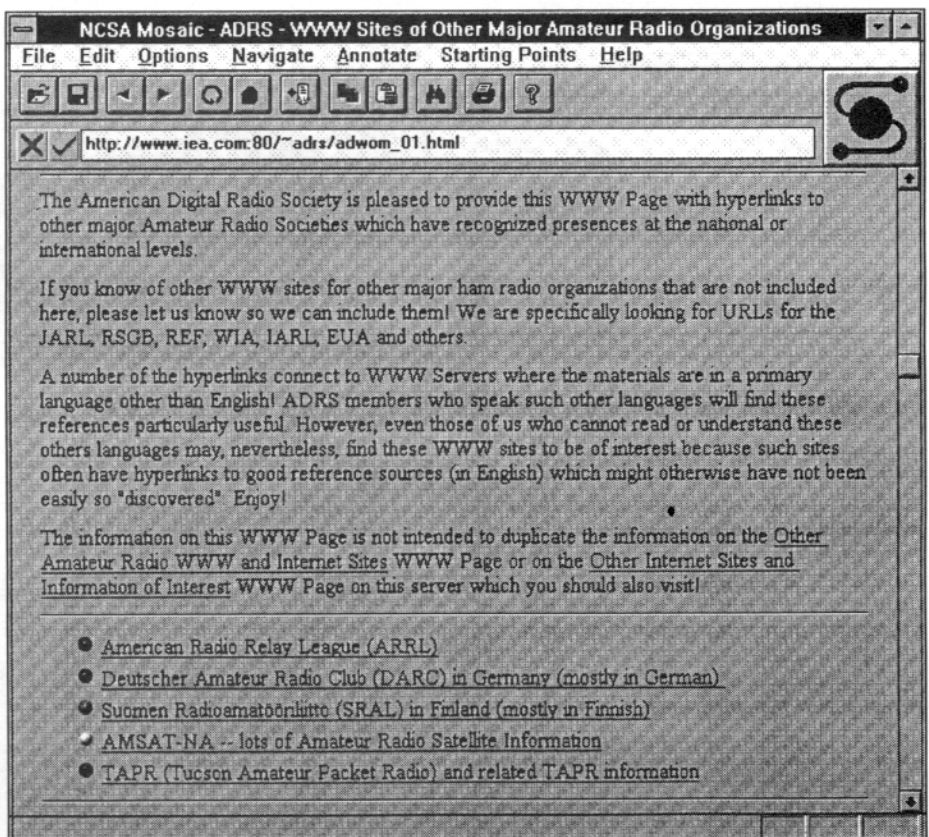 NCSA Mosaic - ADRS - WWW Sites of Other Major Amateur Radio Organizations
File Edit Options Navigate Annotate Starting Points Help
http://www.iea.com:80/~adrs/adwom_01.html
The American Digital Radio Society is pleased to provide this WWW Page with hyperlinks to
other major Amateur Radio Societies which have recognized presences at the national or
international levels.
If you know of other WWW sites for other major ham radio organizations that are not included
here, please let us know so we can include them! We are specifically looking for URLs for the
JARL, RSGB, REF, WIA, IARL, EUA and others.
A number of the hyperlinks connect to WWW Servers where the materials are in a primary
language other than English! ADRS members who speak such other languages will find these
references particularly useful. However, even those of us who cannot read or understand these
others languages may, nevertheless, find these WWW sites to be of interest because such sites
often have hyperlinks to good reference sources (in English) which might otherwise have not been
easily so "discovered". Enjoy!
The information on this WWW Page is not intended to duplicate the information on the Other
Amateur Radio WWW and Internet Sites WWW Page or on the Other Internet Sites and
Information of Interest WWW Page on this server which you should also visit!
American Radio Relay League (ARRL)
Deutscher Amateur Radio Club (DARC) in Germany (mostly in German)
Suomen Radioamatööriliitto (SRAL) in Finland (mostly in Finnish)
AMSAT-NA -- lots of Amateur Radio Satellite Information
TAPR (Tucson Amateur Packet Radio) and related TAPR information